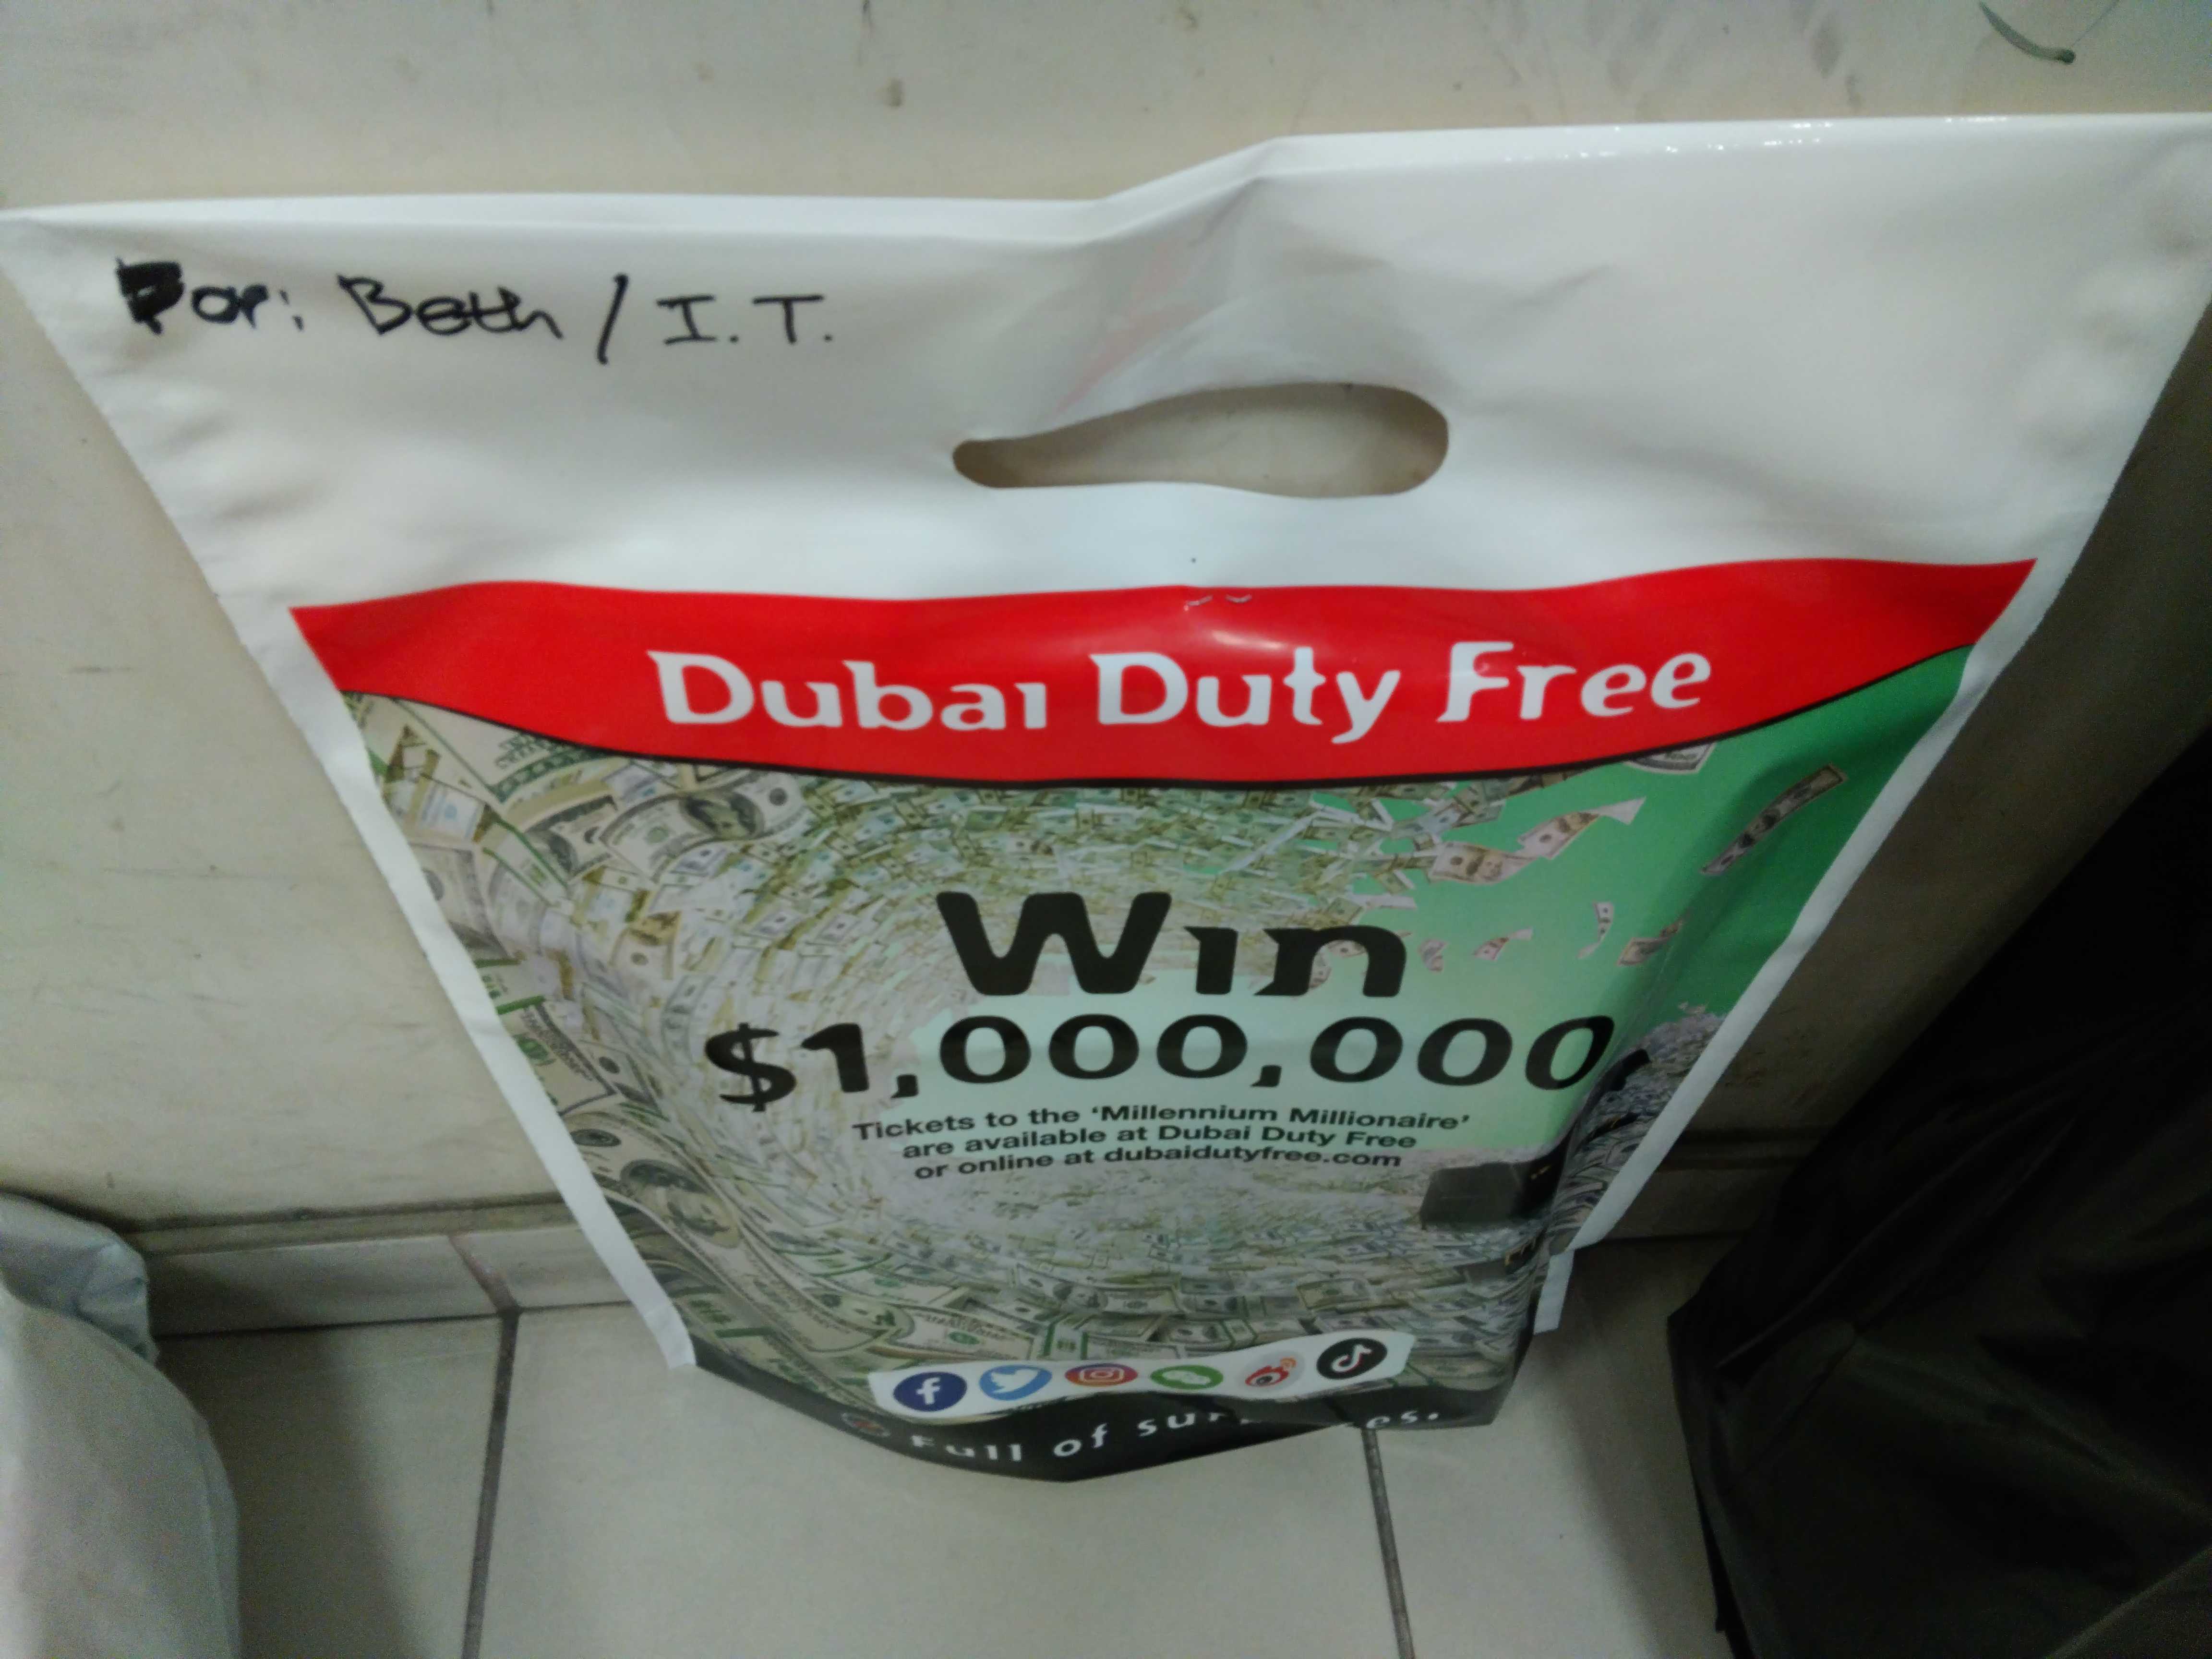 For: Beth / I.T.
Dubai Duty Free
Win
$1,000,000
Tickets to the ‘Millennium Millionaire’
are available at Dubai Duty Free
or online at dubaidutyfree.com
Full of